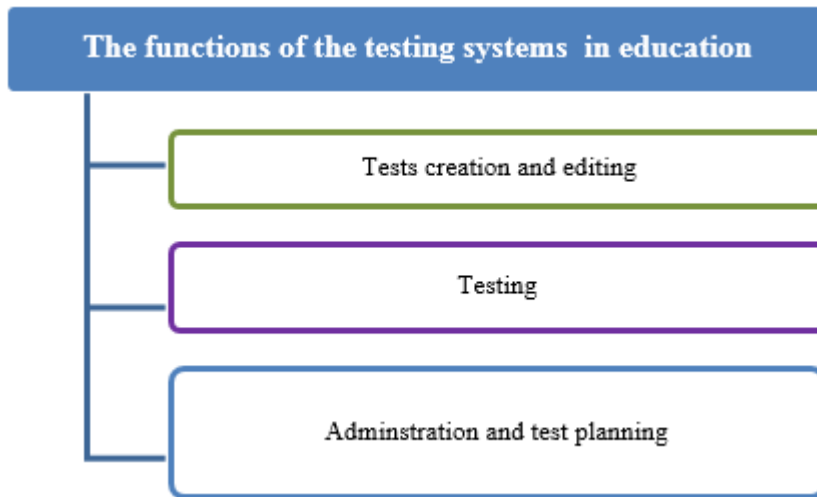 The functions of the testing systems in education
Tests creation and editing
Testing
Adminstration and test planning